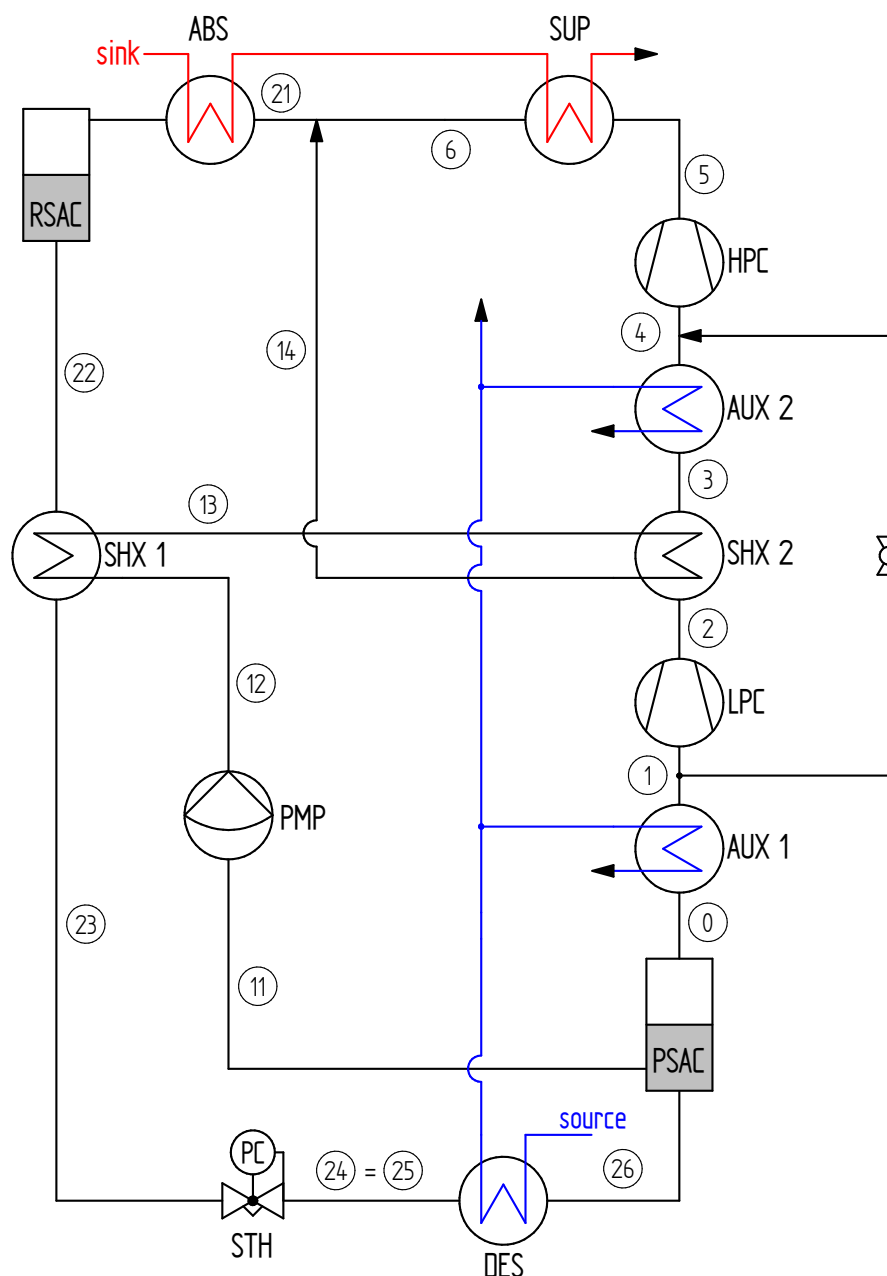 ABS SUP
sink
21
6
5
RSAC
HPC
4
14
22
AUX 2
3
13
SHX 1
SHX 2
2
12
LPC
1
PMP
AUX 1
23
0
11
PSAC
source
PC
24 = 25
26
STH
DES